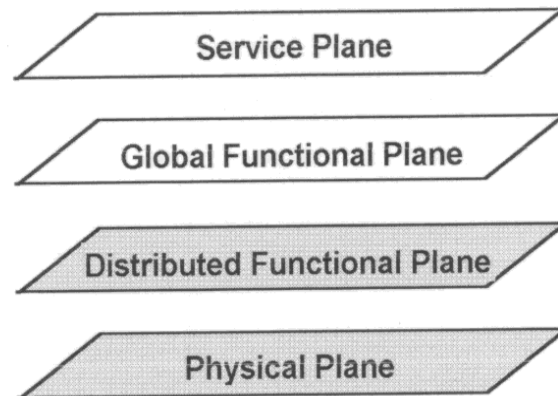 Service Plane
Global Functional Plane
Distributed Functional Plane
Physical Plane